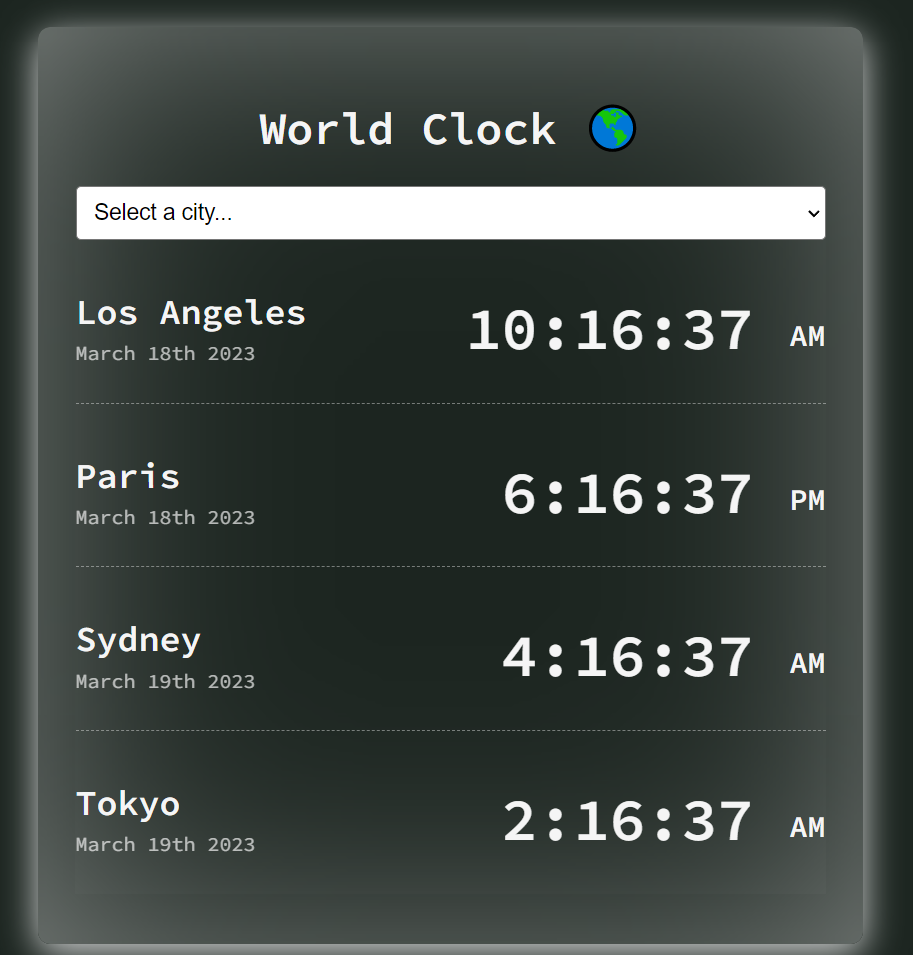 World Clock 🌎
Select a city...
Los Angeles
March 18th 2023
10:16:37 AM
Paris
March 18th 2023
6:16:37 PM
Sydney
March 19th 2023
4:16:37 AM
Tokyo
March 19th 2023
2:16:37 AM